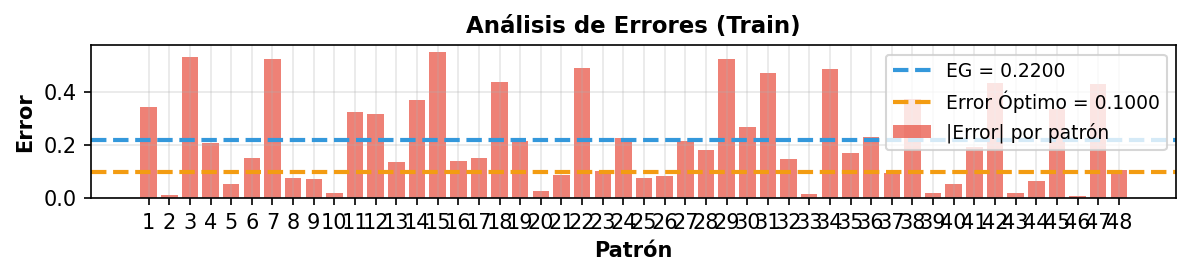 Análisis de Errores (Train)
Error
0.4
0.2
0.0
EG = 0.2200
Error Óptimo = 0.1000
|Error| por patrón
1 2 3 4 5 6 7 8 9 10 11 12 13 14 15 16 17 18 19 20 21 22 23 24 25 26 27 28 29 30 31 32 33 34 35 36 37 38 39 40 41 42 43 44 45 46 47 48
Patrón